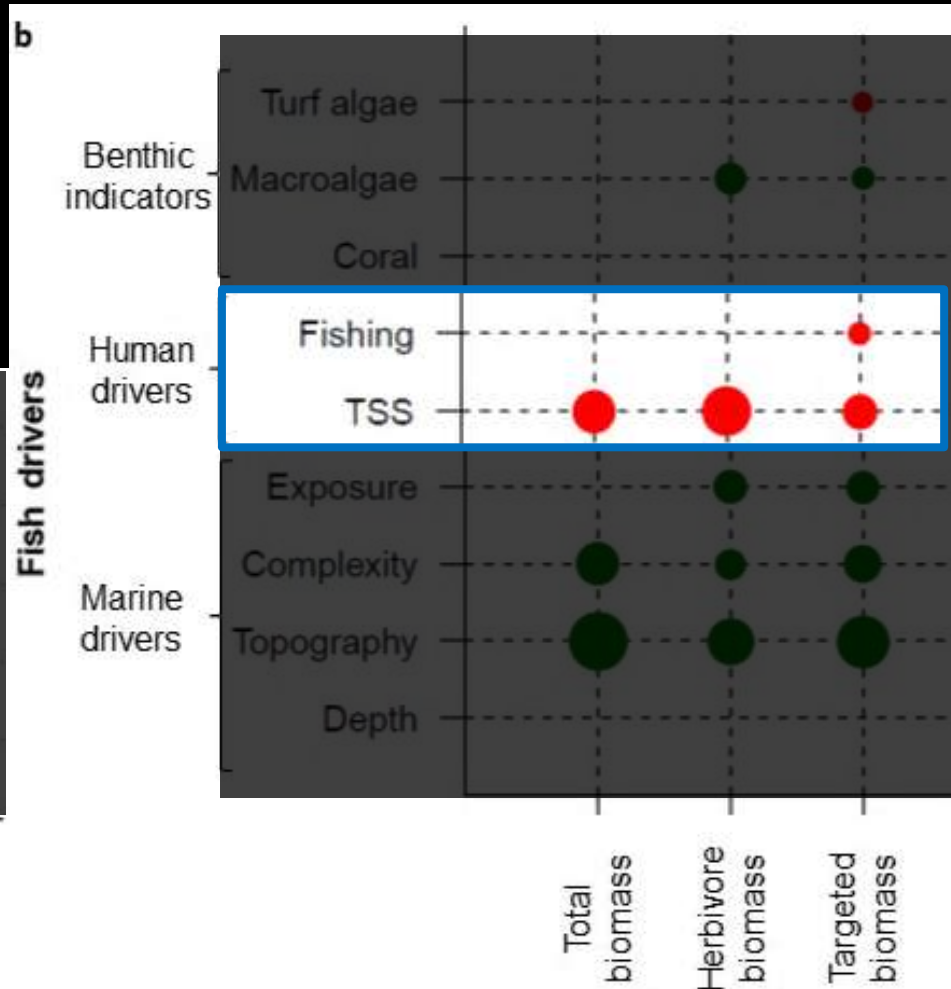 b
Fish drivers
Benthic
indicators
Turf algae
Macroalgae
Coral
Human
drivers
Fishing
TSS
Marine
drivers
Exposure
Complexity
Topography
Depth
Total
biomass
Herbivore
biomass
Targeted
biomass